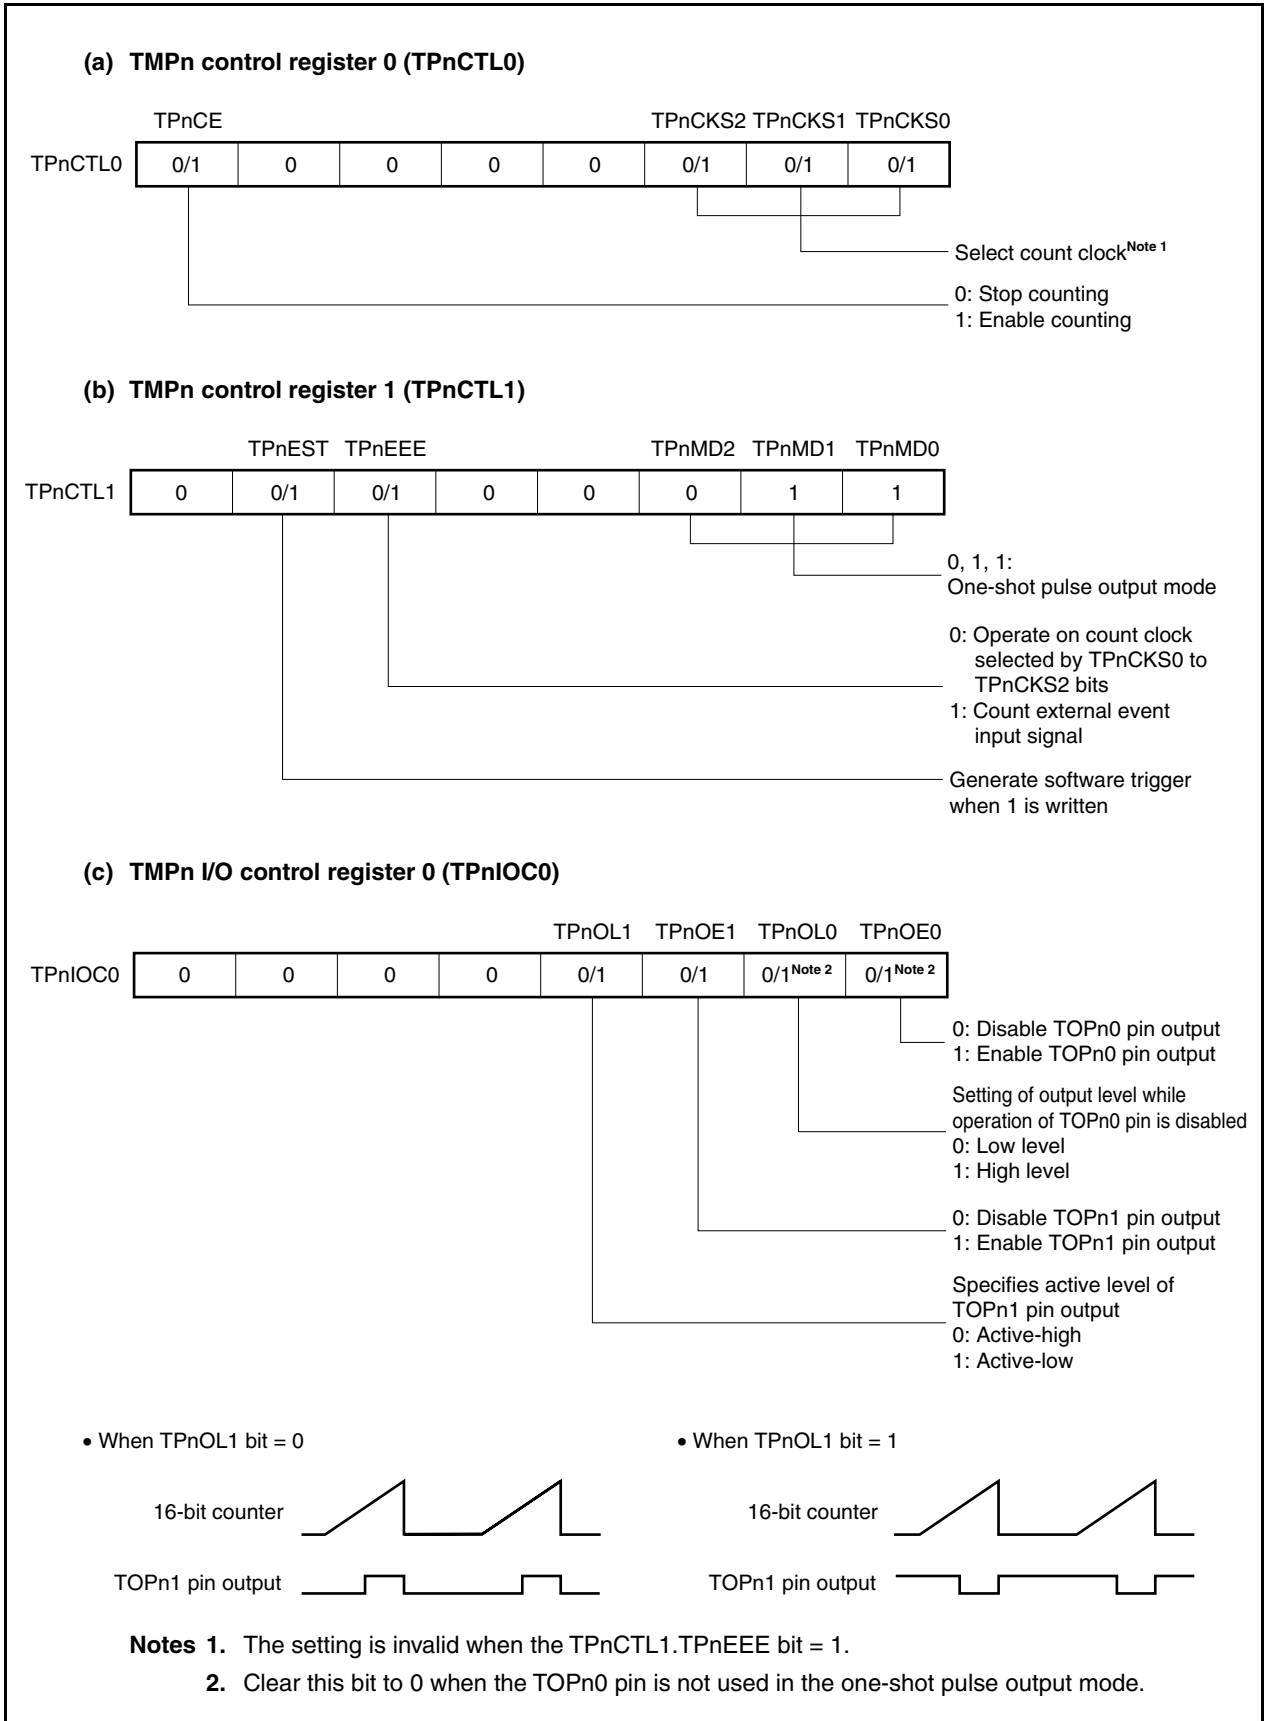 (a) TMPn control register 0 (TPnCTL0)
TPnCE TPnCKS2 TPnCKS1 TPnCKS0
TPnCTL0 0/1 0 0 0 0 0/1 0/1 0/1
Select count clockNote 1
0: Stop counting
1: Enable counting
(b) TMPn control register 1 (TPnCTL1)
TPnEST TPnEEE TPnMD2 TPnMD1 TPnMD0
TPnCTL1 0 0/1 0/1 0 0 0 1 1
0, 1, 1:
One-shot pulse output mode
0: Operate on count clock
selected by TPnCKS0 to
TPnCKS2 bits
1: Count external event
input signal
Generate software trigger
when 1 is written
(c) TMPn I/O control register 0 (TPnIOC0)
TPnOL1 TPnOE1 TPnOL0 TPnOE0
TPnIOC0 0 0 0 0 0/1 0/1 0/1Note 2 0/1Note 2
0: Disable TOPn0 pin output
1: Enable TOPn0 pin output
Setting of output level while
operation of TOPn0 pin is disabled
0: Low level
1: High level
0: Disable TOPn1 pin output
1: Enable TOPn1 pin output
Specifies active level of
TOPn1 pin output
0: Active-high
1: Active-low
• When TPnOL1 bit = 0 • When TPnOL1 bit = 1
16-bit counter 16-bit counter
TOPn1 pin output TOPn1 pin output
Notes 1. The setting is invalid when the TPnCTL1.TPnEEE bit = 1.
2. Clear this bit to 0 when the TOPn0 pin is not used in the one-shot pulse output mode.